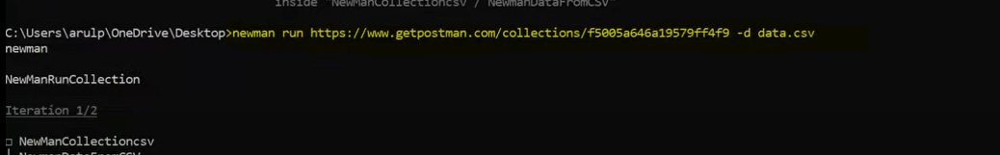 inside "NewManCollectioncsv / NewmanDataFromCSV"
C:\Users\arulp\OneDrive\Desktop>newman run https://www.getpostman.com/collections/f5005a646a19579ff4f9 -d data.csv
newman
NewManRunCollection
Iteration 1/2
□ NewManCollectioncsv
└ NewmanDataFromCSV